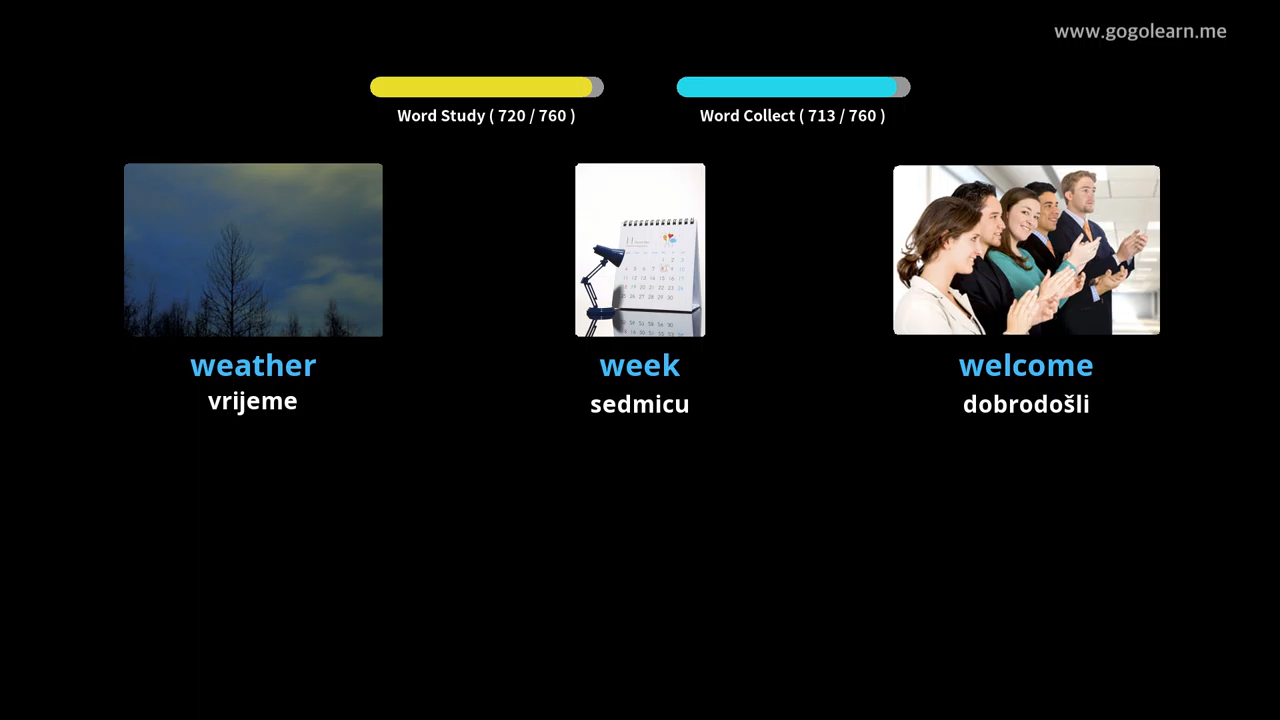 www.gogolearn.me
Word Study ( 720 / 760 )
Word Collect ( 713 / 760 )
weather
week
welcome
vrijeme
sedmicu
dobrodošli